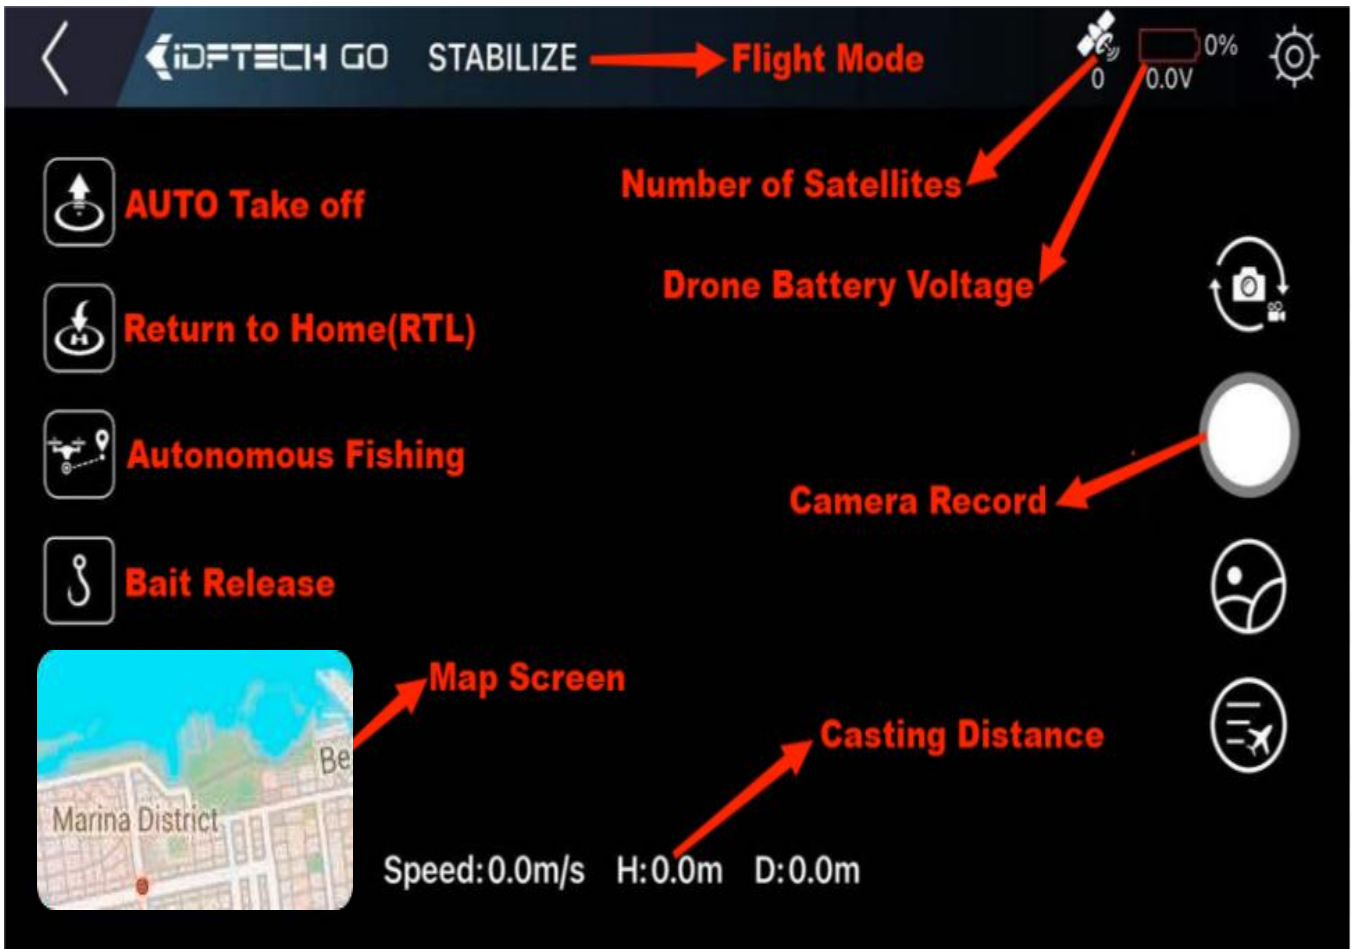 iDFTECH GO STABILIZE Flight Mode
0 0.0V 0%
AUTO Take off
Number of Satellites
Drone Battery Voltage
Return to Home(RTL)
Autonomous Fishing
Camera Record
Bait Release
Map Screen
Casting Distance
Be
Marina District
Speed:0.0m/s H:0.0m D:0.0m